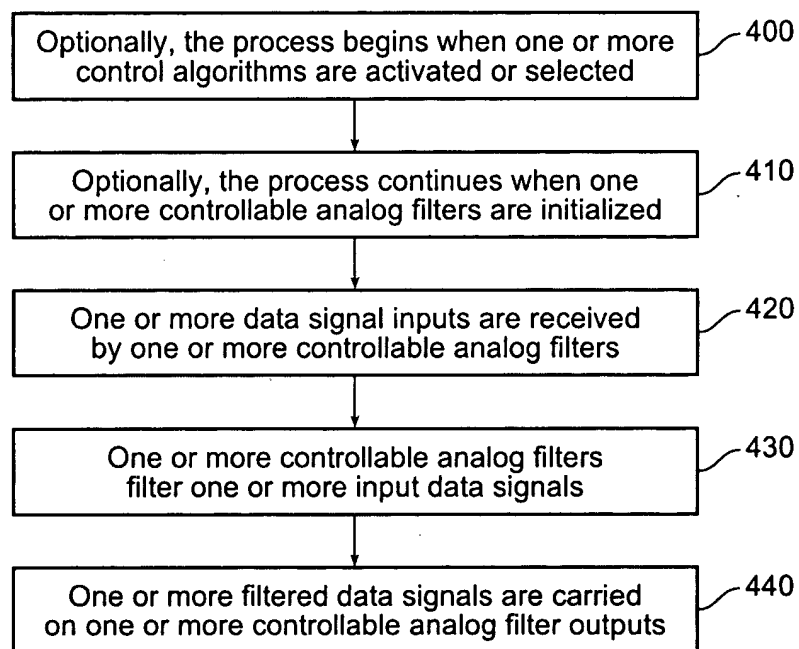 Optionally, the process begins when one or more
control algorithms are activated or selected
400
Optionally, the process continues when one
or more controllable analog filters are initialized
410
One or more data signal inputs are received
by one or more controllable analog filters
420
One or more controllable analog filters
filter one or more input data signals
430
One or more filtered data signals are carried
on one or more controllable analog filter outputs
440